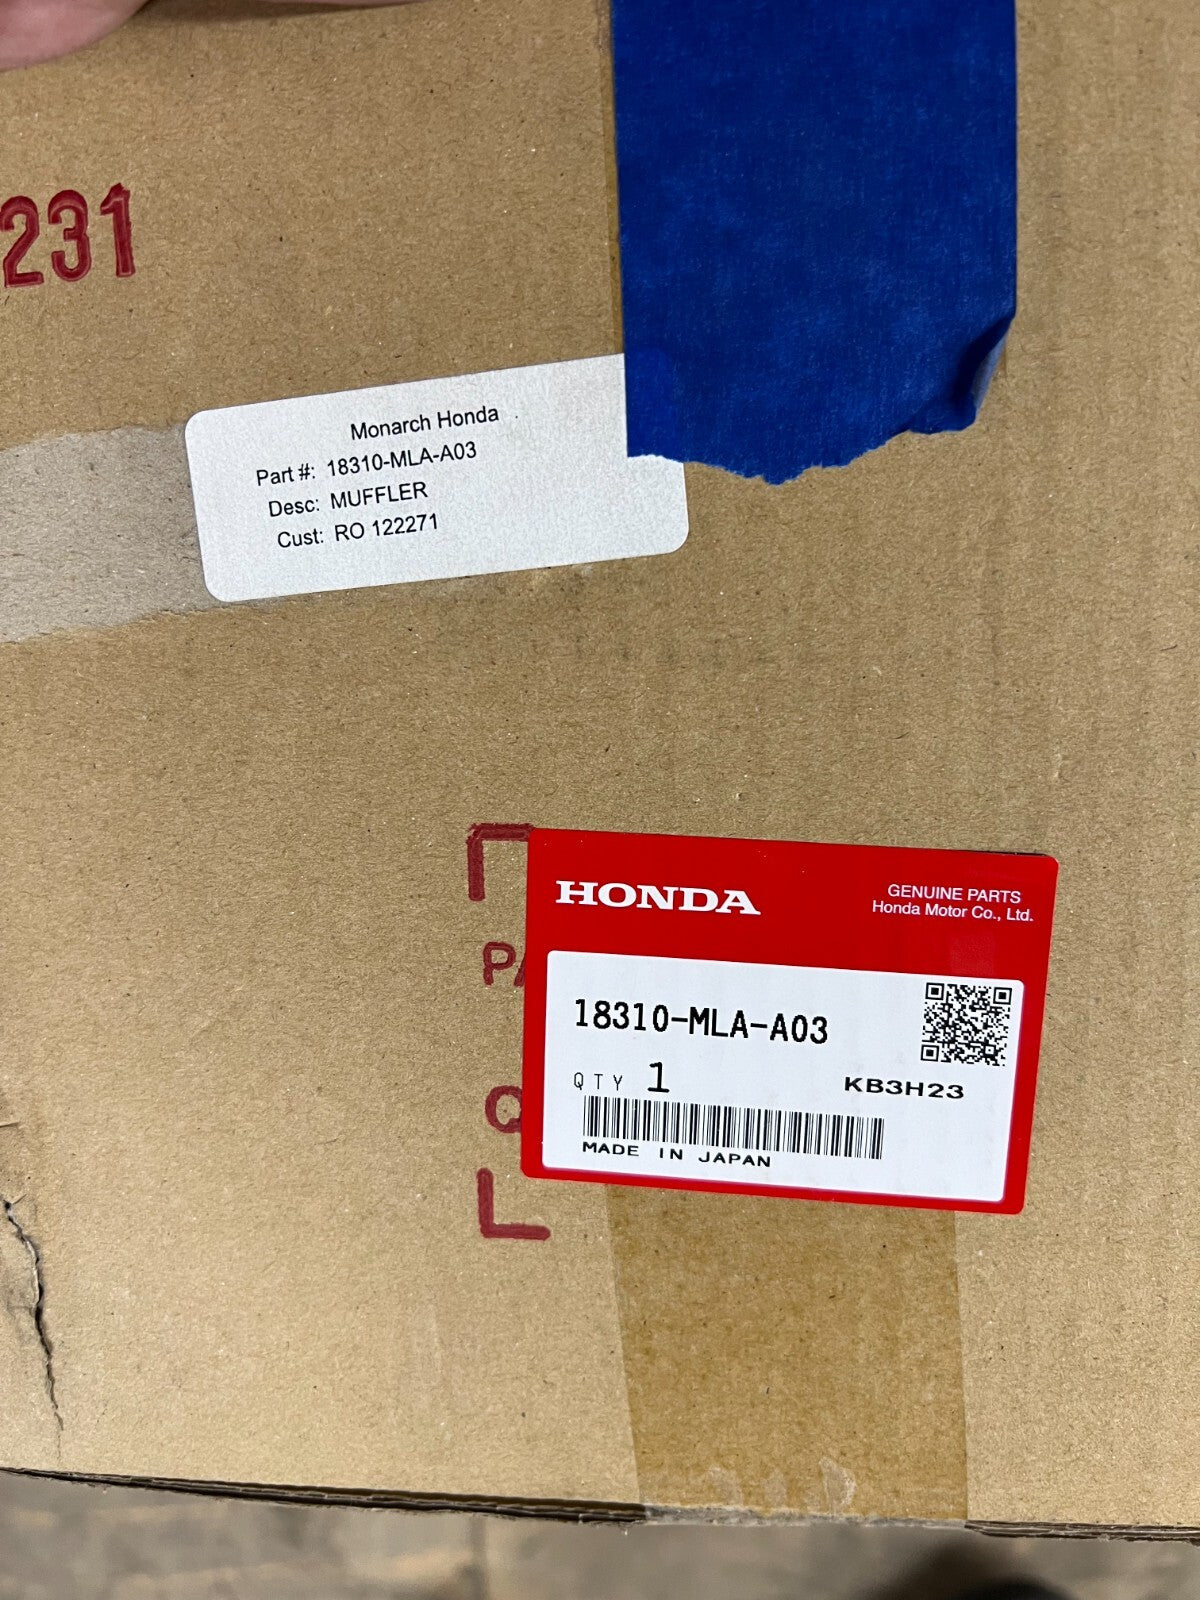 231
Monarch Honda
Part #: 18310-MLA-A03
Desc: MUFFLER
Cust: RO 122271
HONDA
GENUINE PARTS
Honda Motor Co., Ltd.
18310-MLA-A03
QTY 1
KB3H23
MADE IN JAPAN